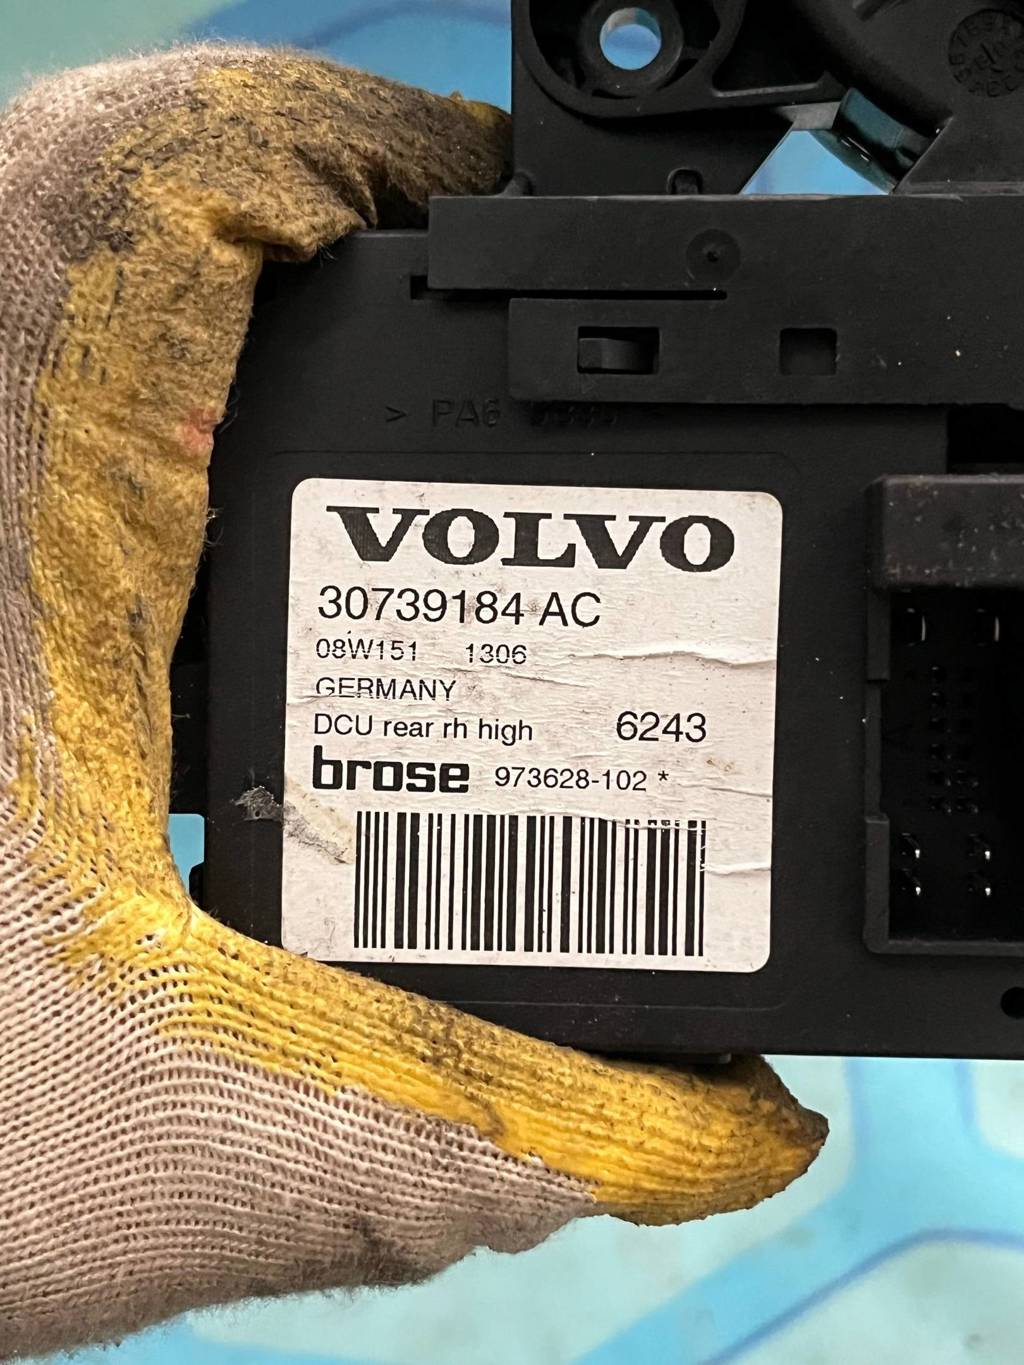 > PA6
VOLVO
30739184 AC
08W151 1306
GERMANY
DCU rear rh high 6243
brose 973628-102 *